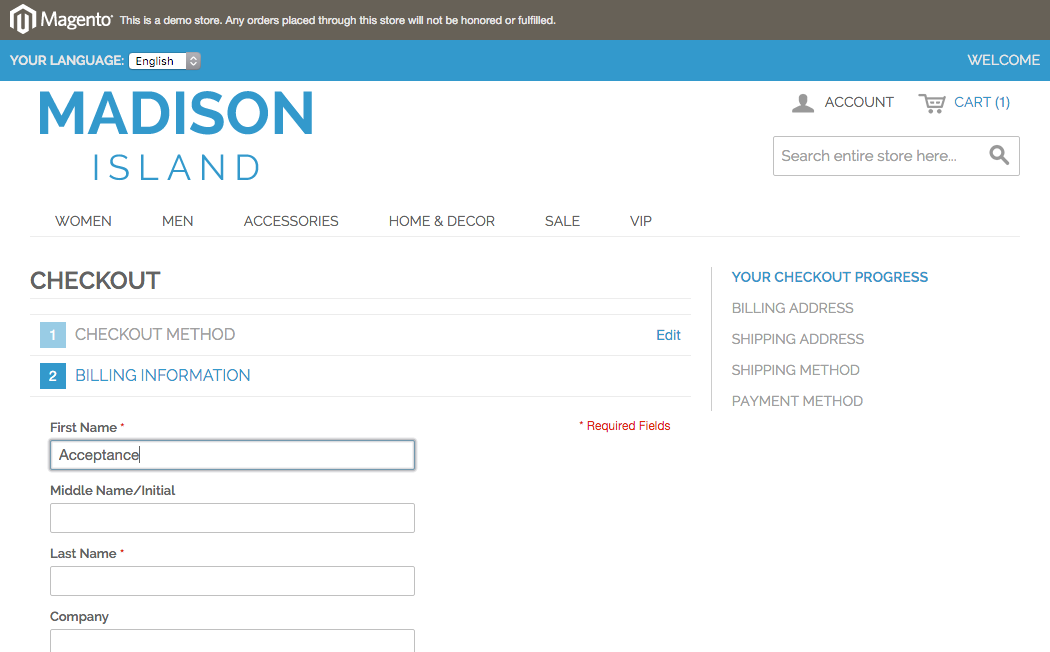 Magento This is a demo store. Any orders placed through this store will not be honored or fulfilled.
YOUR LANGUAGE: English WELCOME
MADISON
ISLAND
ACCOUNT CART (1)
Search entire store here...
WOMEN MEN ACCESSORIES HOME & DECOR SALE VIP
CHECKOUT
1 CHECKOUT METHOD Edit
2 BILLING INFORMATION
First Name * * Required Fields
Acceptance
Middle Name/Initial
Last Name *
Company
YOUR CHECKOUT PROGRESS
BILLING ADDRESS
SHIPPING ADDRESS
SHIPPING METHOD
PAYMENT METHOD